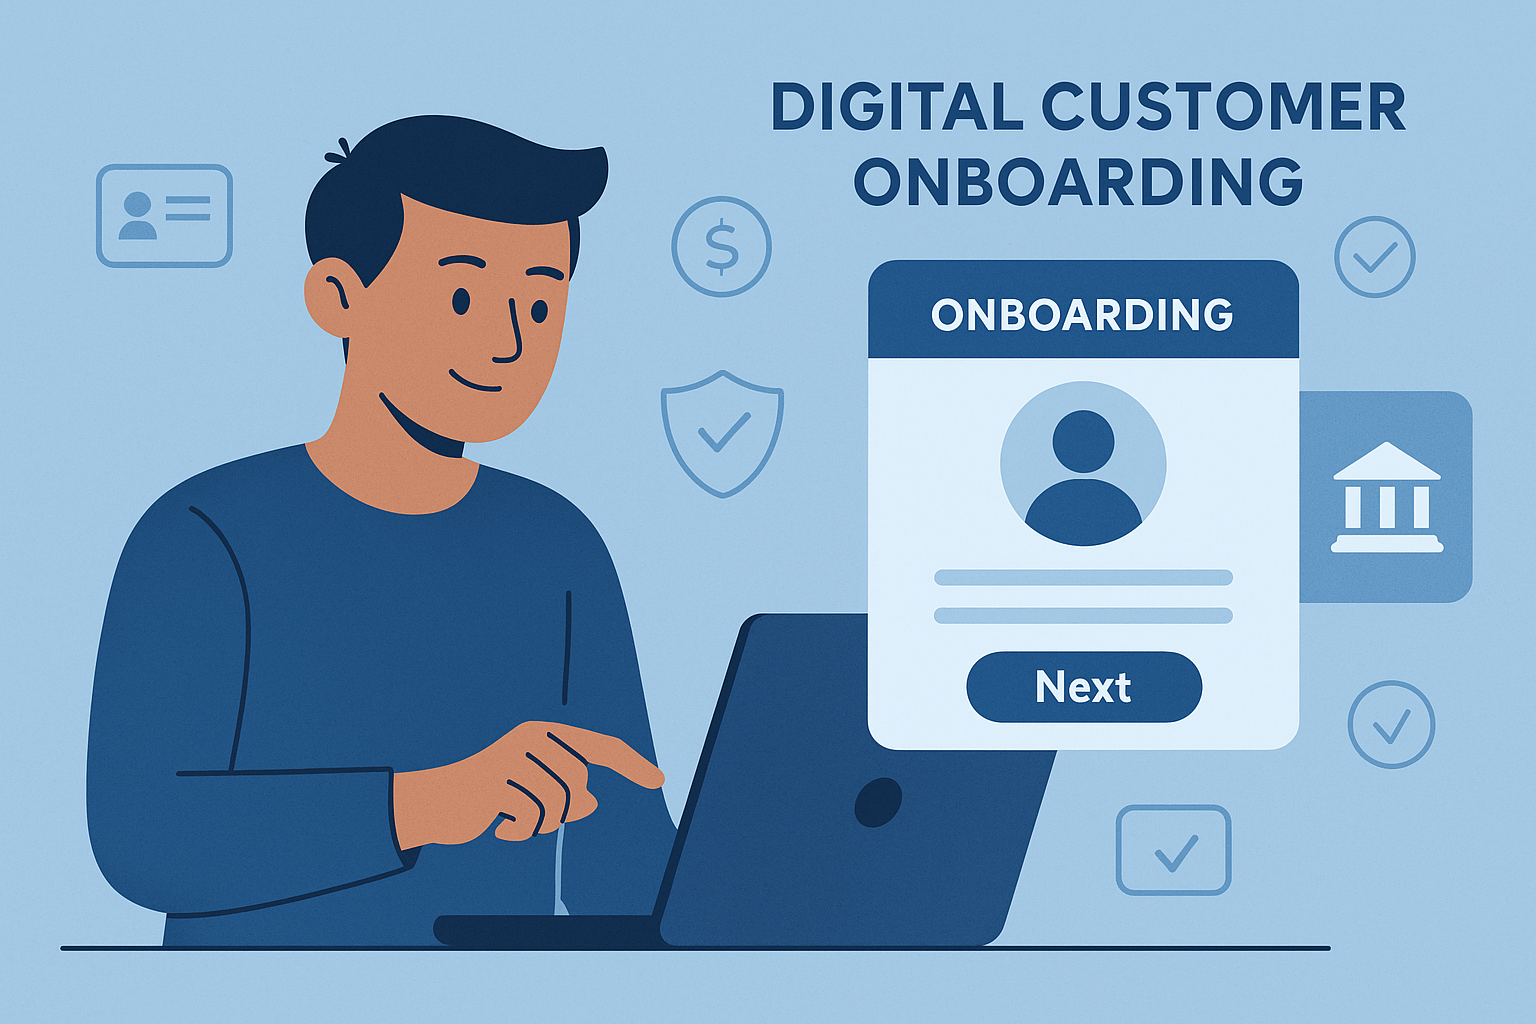 DIGITAL CUSTOMER
ONBOARDING
$
ONBOARDING
Next